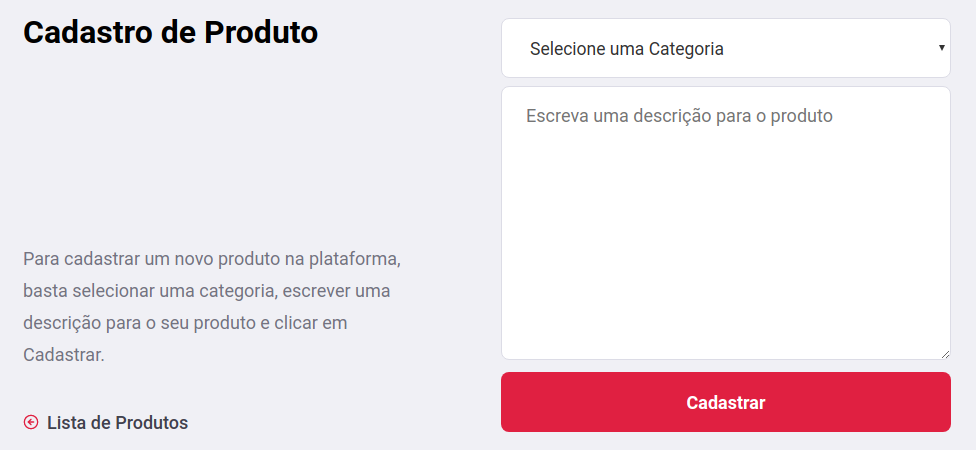 Cadastro de Produto
Para cadastrar um novo produto na plataforma,
basta selecionar uma categoria, escrever uma
descrição para o seu produto e clicar em
Cadastrar.
Lista de Produtos
Selecione uma Categoria
Escreva uma descrição para o produto
Cadastrar